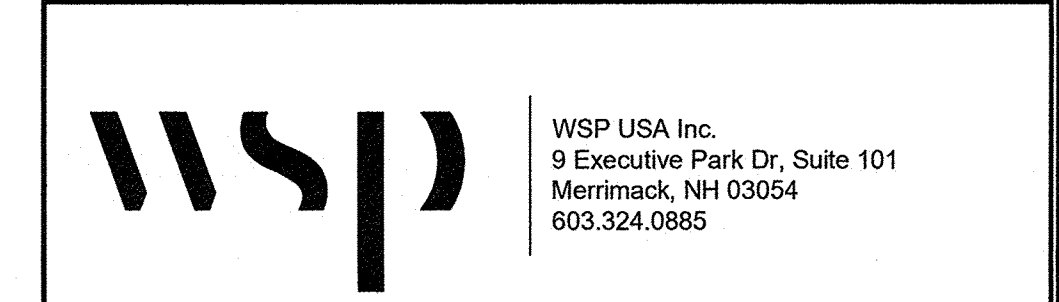 wsp
WSP USA Inc.
9 Executive Park Dr, Suite 101
Merrimack, NH 03054
603.324.0885